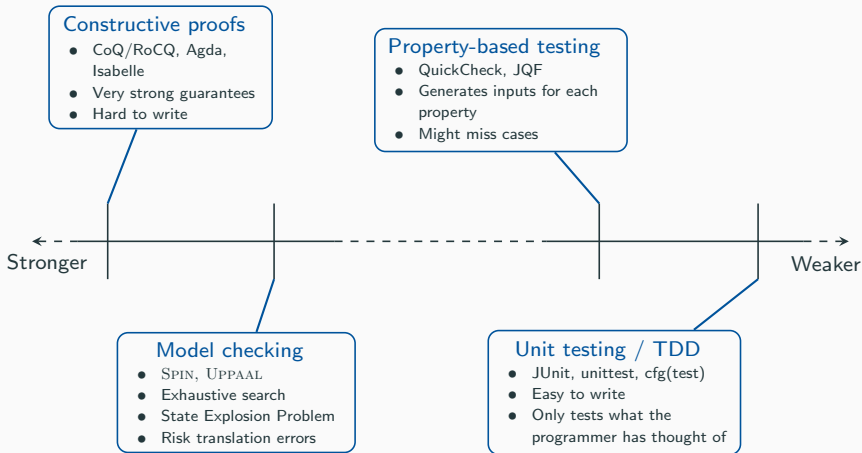 Constructive proofs
• CoQ/RoCQ, Agda,
Isabelle
• Very strong guarantees
• Hard to write
Property-based testing
• QuickCheck, JQF
• Generates inputs for each
property
• Might miss cases
Stronger
Weaker
Model checking
• SPIN, UPPAAL
• Exhaustive search
• State Explosion Problem
• Risk translation errors
Unit testing / TDD
• JUnit, unittest, cfg(test)
• Easy to write
• Only tests what the
programmer has thought of